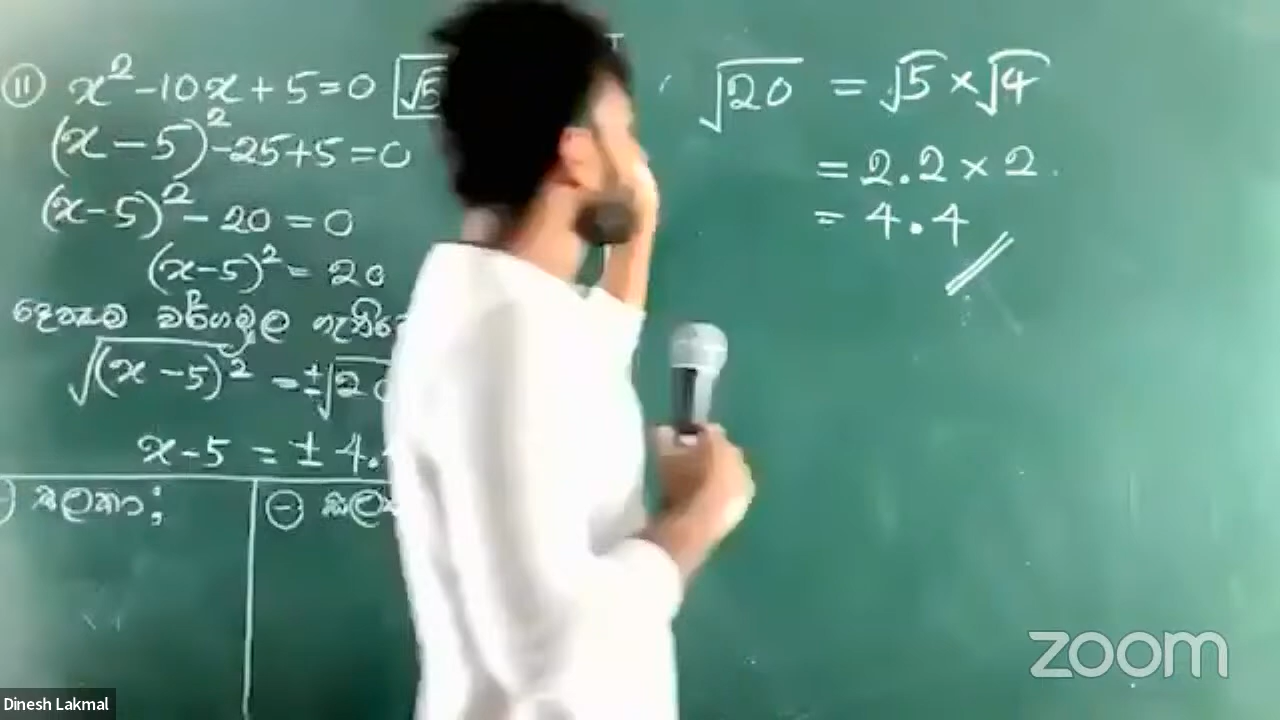 ⑪ x² - 10x + 5 = 0 √5
(x - 5)² - 25 + 5 = 0
(x - 5)² - 20 = 0
(x - 5)² = 20
දෙපසම වර්ගමූල
√(x - 5)² = ±√20
x - 5 = ± 4.
සලකා;
⊖ සල
√20 = √5 × √4
= 2.2 × 2
= 4.4
zoom
Dinesh Lakmal